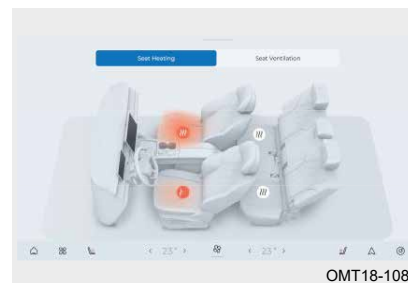 Seat Heating
Seat Ventilation
< 23° >
< 23° >
OMT18-108